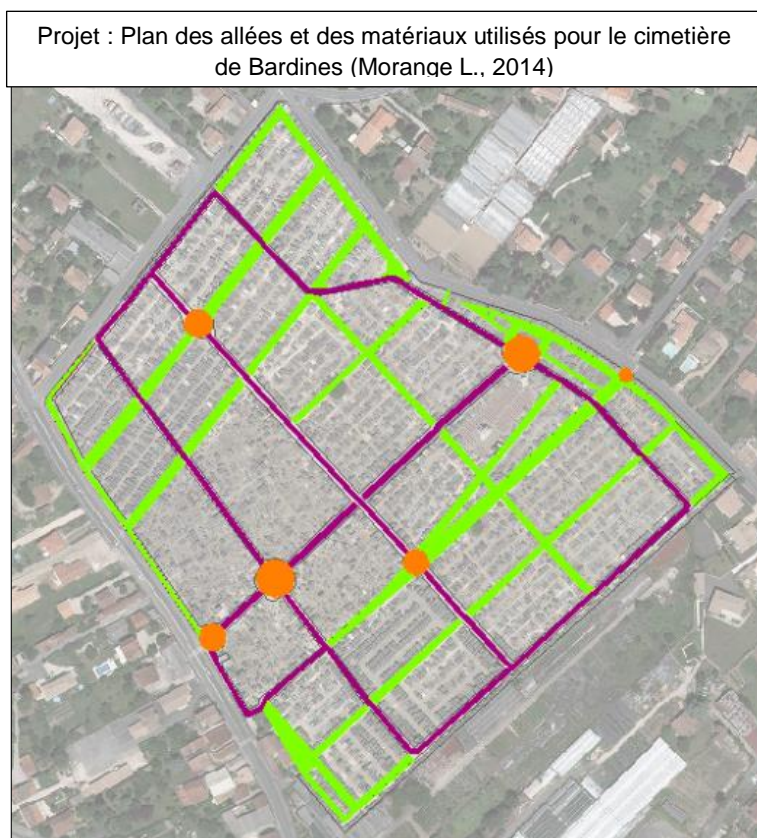 Projet : Plan des allées et des matériaux utilisés pour le cimetière
de Bardines (Morange L., 2014)